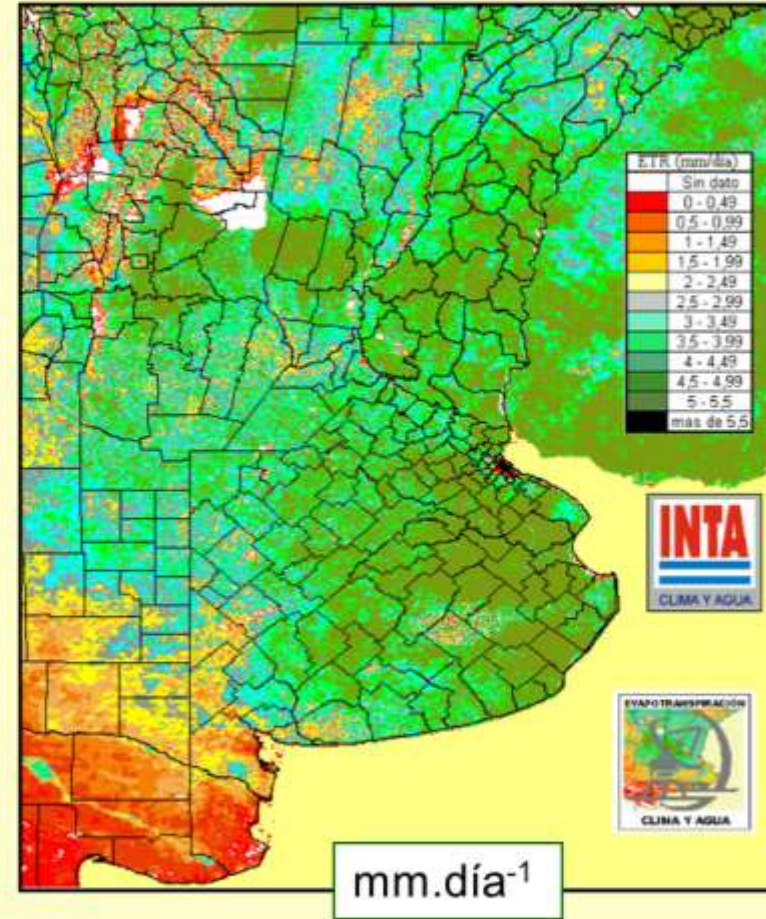 ETR (mm/día)
Sin dato
0 - 0,49
0,5 - 0,99
1 - 1,49
1,5 - 1,99
2 - 2,49
2,5 - 2,99
3 - 3,49
3,5 - 3,99
4 - 4,49
4,5 - 4,99
5 - 5,5
mas de 5,5
INTA
CLIMA Y AGUA
EVAPOTRANSPIRACIÓN
CLIMA Y AGUA
mm.día⁻¹